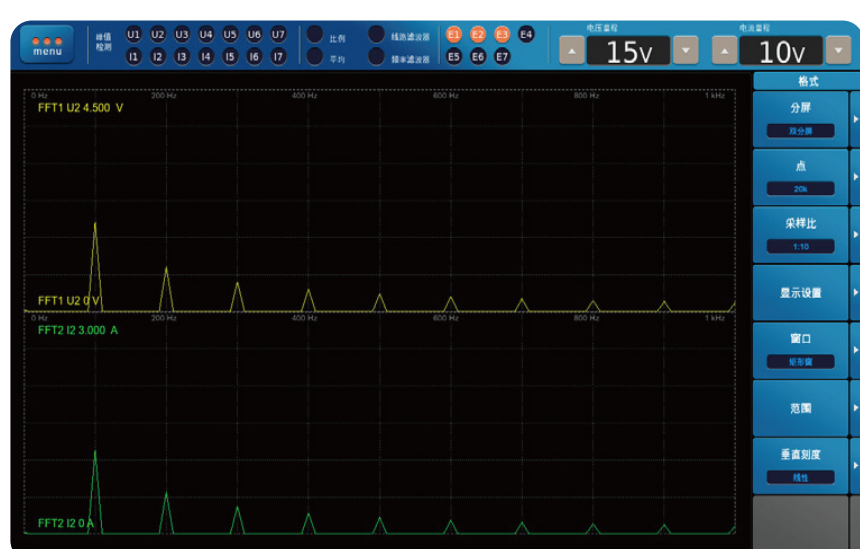 menu
峰值
检测
U1 U2 U3 U4 U5 U6 U7
I1 I2 I3 I4 I5 I6 I7
比例
平均
线路滤波器
频率滤波器
E1 E2 E3 E4
E5 E6 E7
电压量程
15V
电流量程
10V
格式
分屏
双分屏
点
20k
采样比
1:10
显示设置
窗口
矩形窗
范围
垂直刻度
线性
0 Hz 200 Hz 400 Hz 600 Hz 800 Hz 1 kHz
FFT1 U2 4.500 V
FFT1 U2 0 V
0 Hz 200 Hz 400 Hz 600 Hz 800 Hz 1 kHz
FFT2 I2 3.000 A
FFT2 I2 0 A